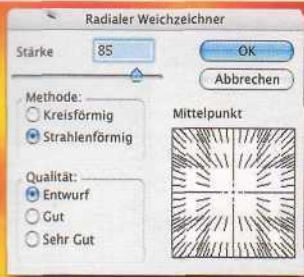 Radialer Weichzeichner
Stärke 85
OK
Abbrechen
Methode:
Kreisförmig
Strahlenförmig
Mittelpunkt
Qualität:
Entwurf
Gut
Sehr Gut